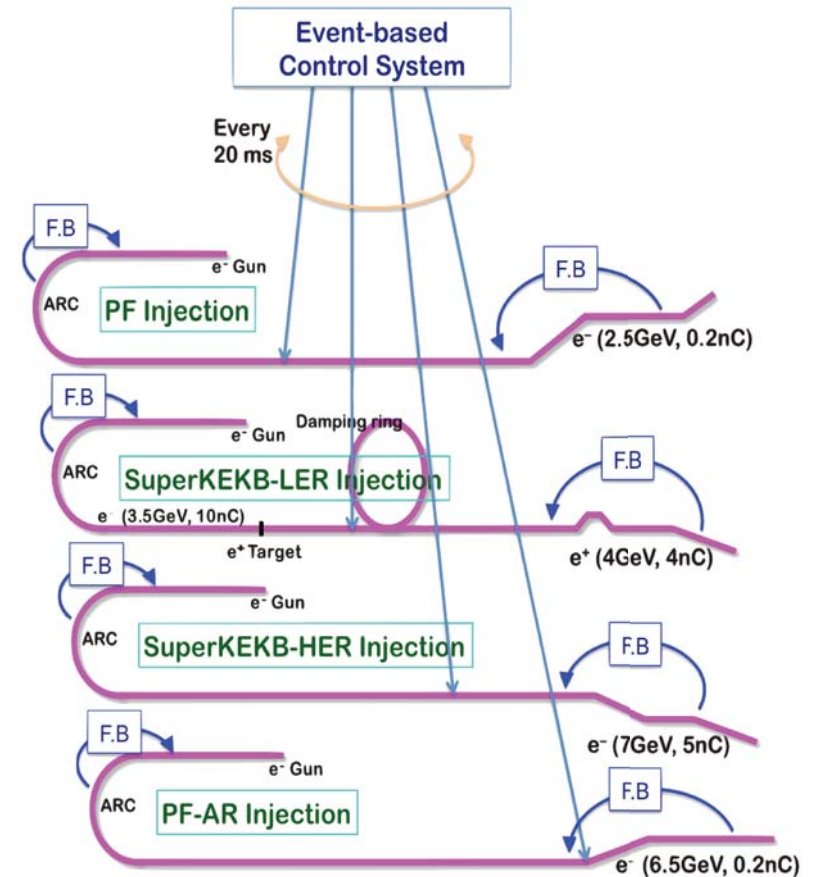 Event-based
Control System
Every
20 ms
F.B
e⁻ Gun
ARC
PF Injection
F.B
e⁻ (2.5GeV, 0.2nC)
F.B
e⁻ Gun
Damping ring
ARC
SuperKEKB-LER Injection
F.B
e⁻ (3.5GeV, 10nC)
e⁺ Target
e⁺ (4GeV, 4nC)
F.B
e⁻ Gun
ARC
SuperKEKB-HER Injection
F.B
e⁻ (7GeV, 5nC)
F.B
e⁻ Gun
ARC
PF-AR Injection
F.B
e⁻ (6.5GeV, 0.2nC)